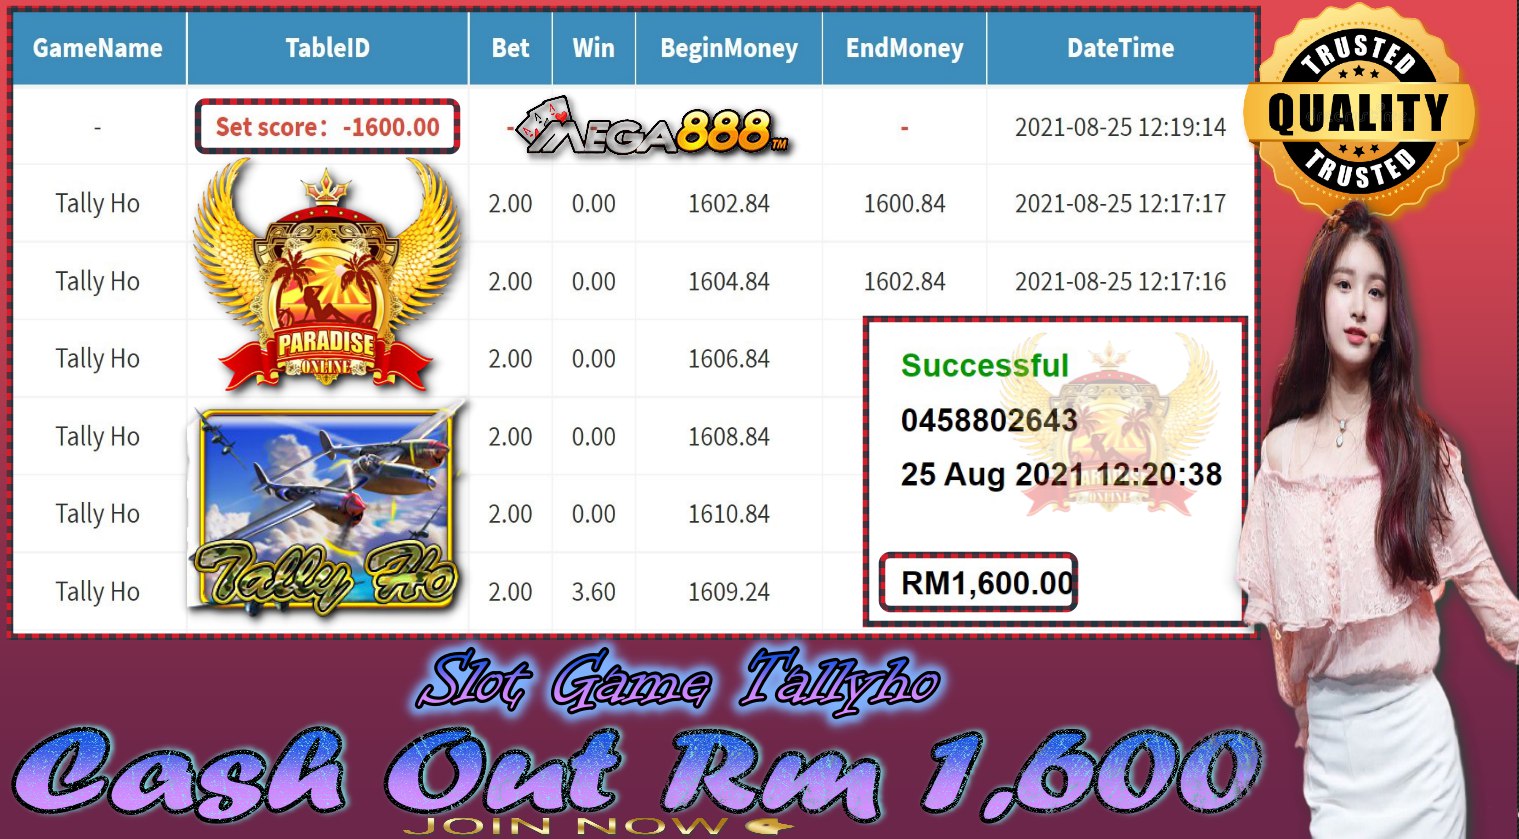 GameName TableID Bet Win BeginMoney EndMoney DateTime
- Set score: -1600.00 - - 2021-08-25 12:19:14
MEGA888 TM
Tally Ho 2.00 0.00 1602.84 1600.84 2021-08-25 12:17:17
Tally Ho 2.00 0.00 1604.84 1602.84 2021-08-25 12:17:16
Tally Ho 2.00 0.00 1606.84
Tally Ho 2.00 0.00 1608.84
Tally Ho 2.00 0.00 1610.84
Tally Ho 2.00 3.60 1609.24
PARADISE
ONLINE
Tally Ho
Successful
0458802643
25 Aug 2021 12:20:38
RM1,600.00
PARADISE
ONLINE
TRUSTED
QUALITY
TRUSTED
Slot Game Tallyho
Cash Out Rm 1,600
JOIN NOW